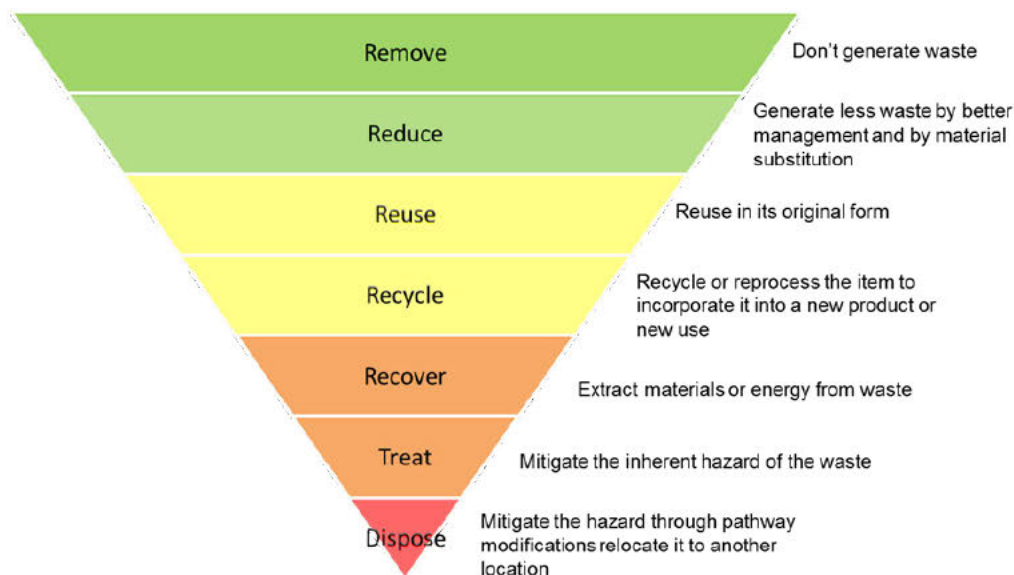 Remove
Don't generate waste
Reduce
Generate less waste by better
management and by material
substitution
Reuse
Reuse in its original form
Recycle
Recycle or reprocess the item to
incorporate it into a new product or
new use
Recover
Extract materials or energy from waste
Treat
Mitigate the inherent hazard of the waste
Dispose
Mitigate the hazard through pathway
modifications relocate it to another
location